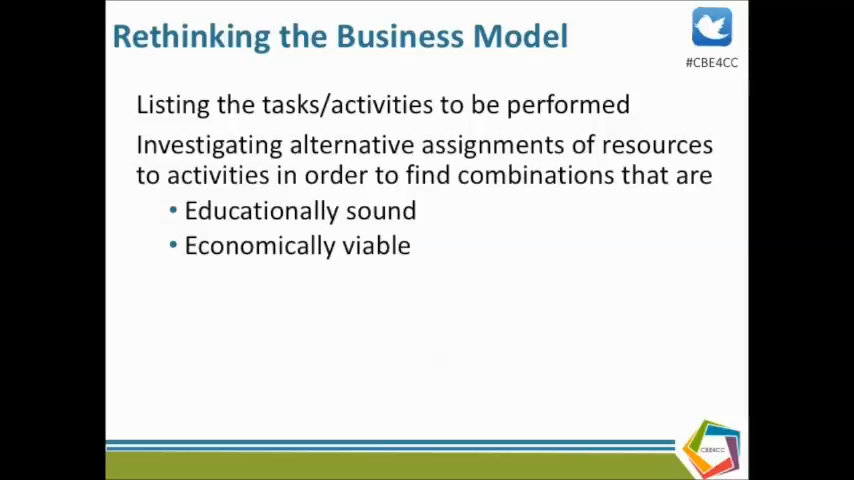 Rethinking the Business Model
#CBE4CC
Listing the tasks/activities to be performed
Investigating alternative assignments of resources
to activities in order to find combinations that are
• Educationally sound
• Economically viable
CBE4CC